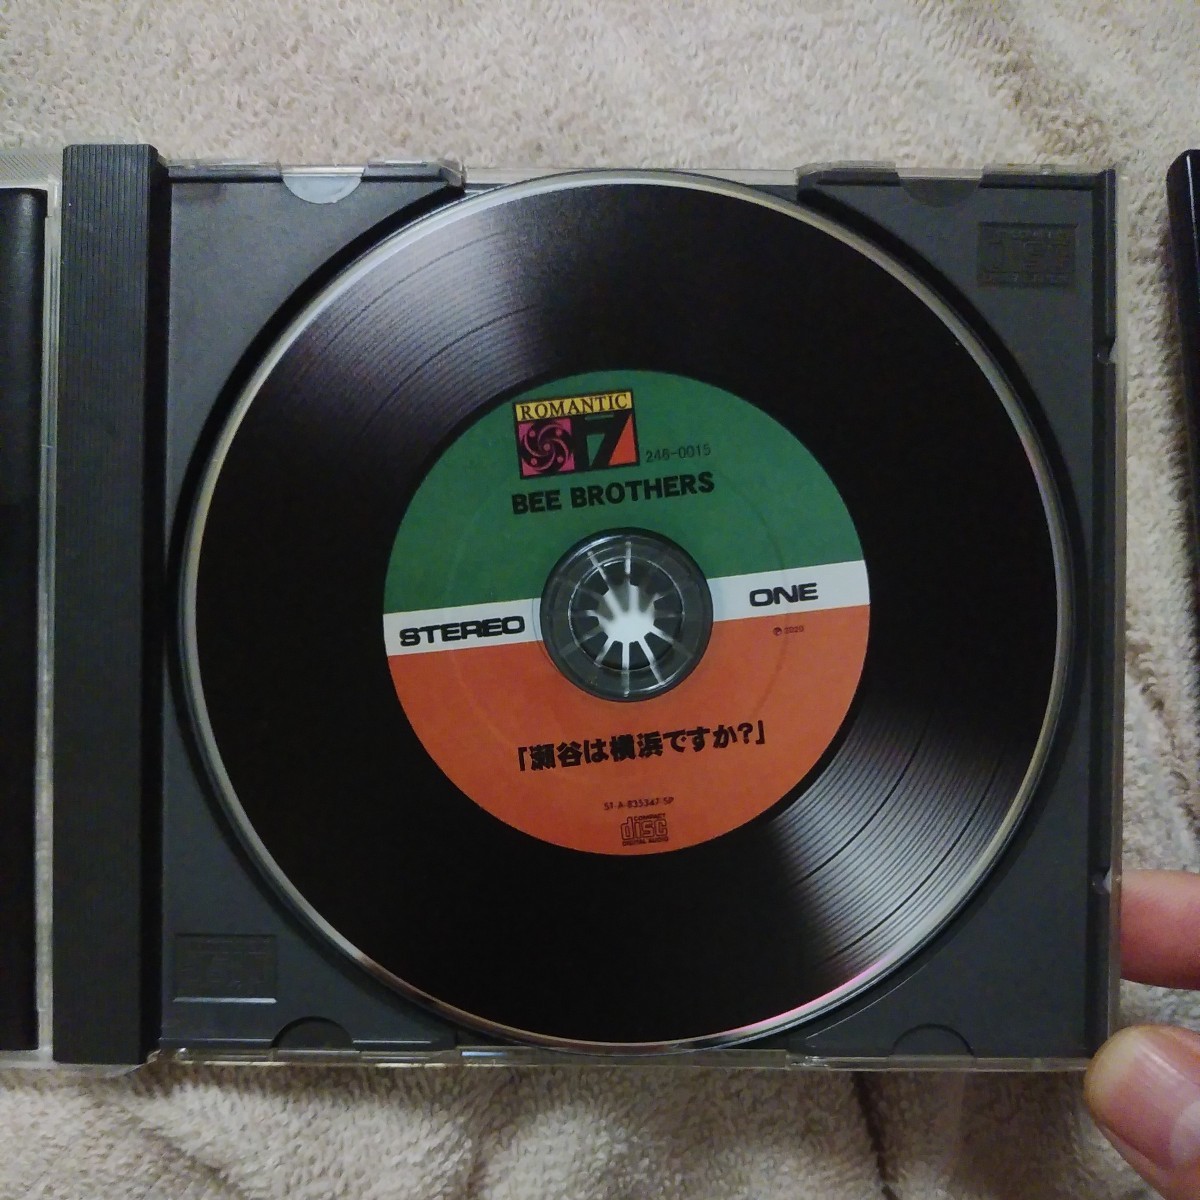 ROMANTIC
17
246-0015
BEE BROTHERS
STEREO
ONE
「瀬谷は横浜ですか?」
ST-A-835347-SP
COMPACT
disc
DIGITAL AUDIO